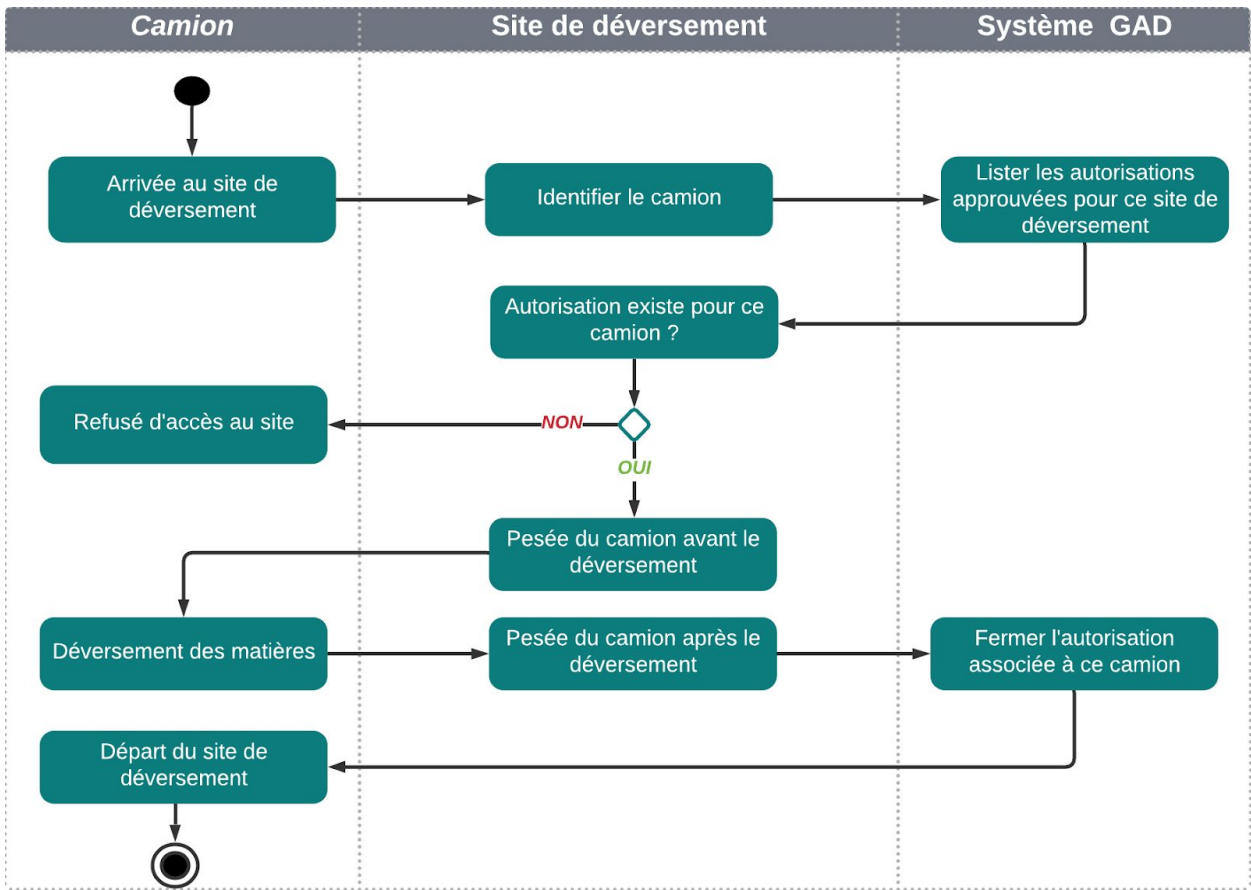 Camion
Site de déversement
Système GAD
Arrivée au site de
déversement
Identifier le camion
Lister les autorisations
approuvées pour ce site de
déversement
Autorisation existe pour ce
camion ?
Refusé d'accès au site
NON
OUI
Pesée du camion avant le
déversement
Déversement des matières
Pesée du camion après le
déversement
Fermer l'autorisation
associée à ce camion
Départ du site de
déversement